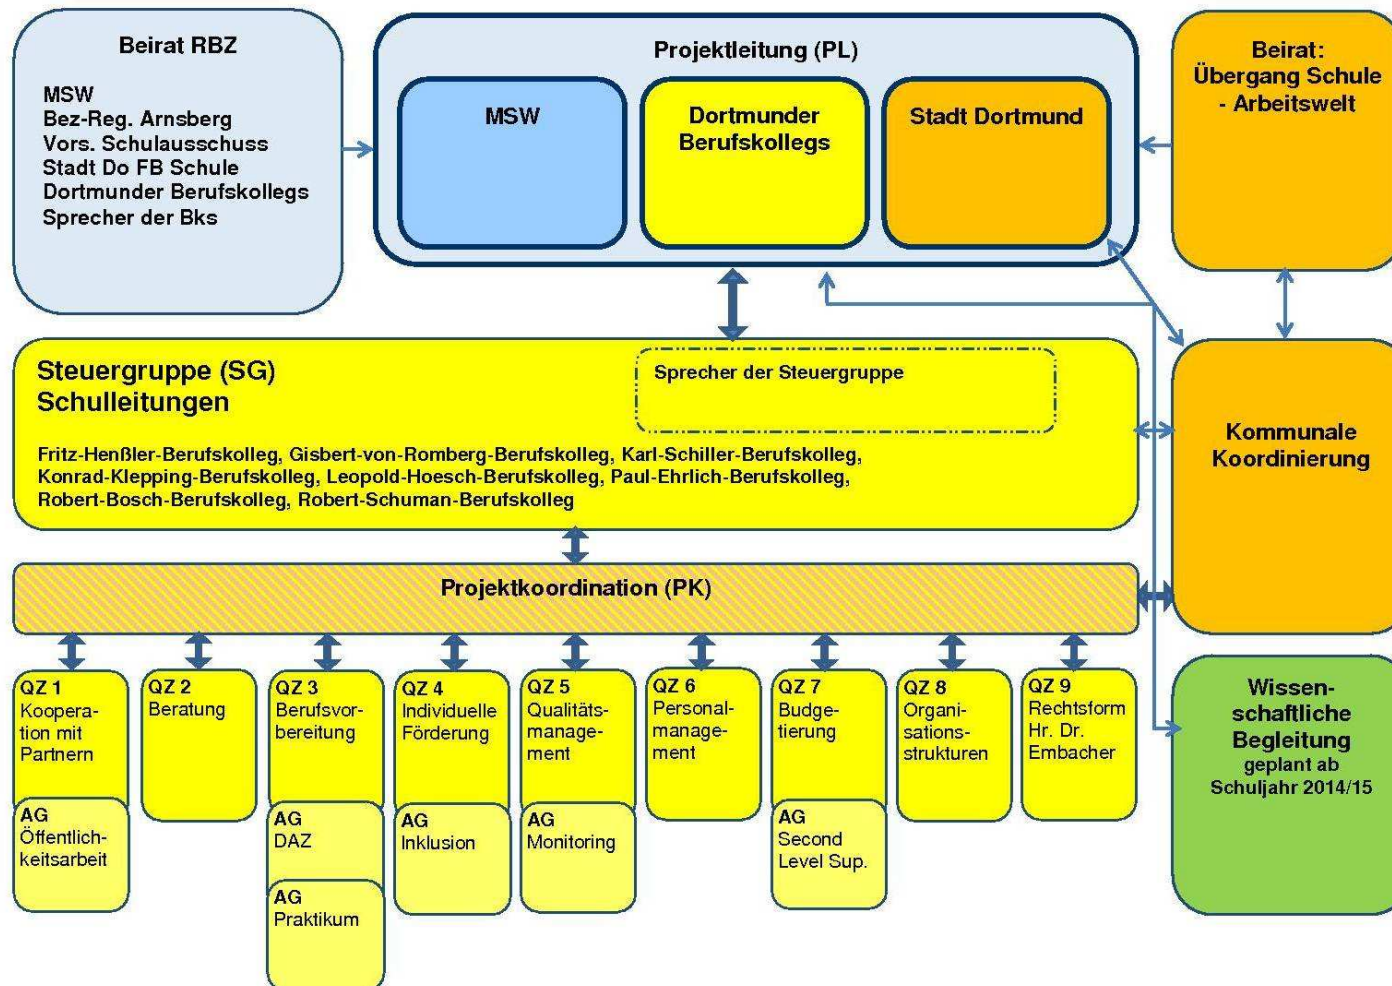 Beirat RBZ
MSW
Bez-Reg. Arnsberg
Vors. Schulausschuss
Stadt Do FB Schule
Dortmunder Berufskollegs
Sprecher der Bks
Projektleitung (PL)
MSW
Dortmunder
Berufskollegs
Stadt Dortmund
Beirat:
Übergang Schule
- Arbeitswelt
Steuergruppe (SG)
Schulleitungen
Sprecher der Steuergruppe
Fritz-Henßler-Berufskolleg, Gisbert-von-Romberg-Berufskolleg, Karl-Schiller-Berufskolleg,
Konrad-Klepping-Berufskolleg, Leopold-Hoesch-Berufskolleg, Paul-Ehrlich-Berufskolleg,
Robert-Bosch-Berufskolleg, Robert-Schuman-Berufskolleg
Kommunale
Koordinierung
Projektkoordination (PK)
QZ 1
Koopera-
tion mit
Partnern
AG
Öffentlich-
keitsarbeit
QZ 2
Beratung
QZ 3
Berufsvor-
bereitung
AG
DAZ
AG
Praktikum
QZ 4
Individuelle
Förderung
AG
Inklusion
QZ 5
Qualitäts-
manage-
ment
AG
Monitoring
QZ 6
Personal-
management
QZ 7
Budge-
tierung
AG
Second
Level Sup.
QZ 8
Organi-
sations-
strukturen
QZ 9
Rechtsform
Hr. Dr.
Embacher
Wissen-
schaftliche
Begleitung
geplant ab
Schuljahr 2014/15